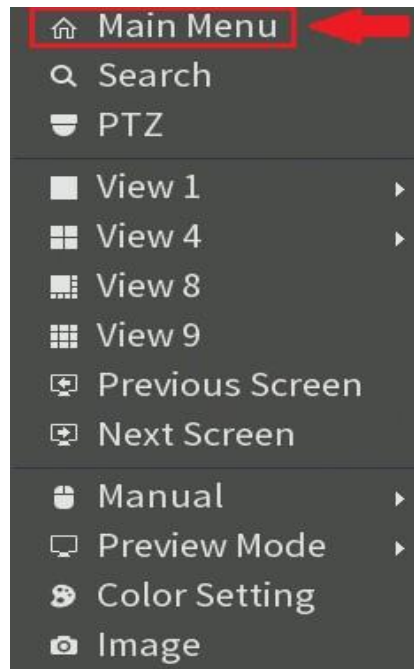 Main Menu
Search
PTZ
View 1
View 4
View 8
View 9
Previous Screen
Next Screen
Manual
Preview Mode
Color Setting
Image